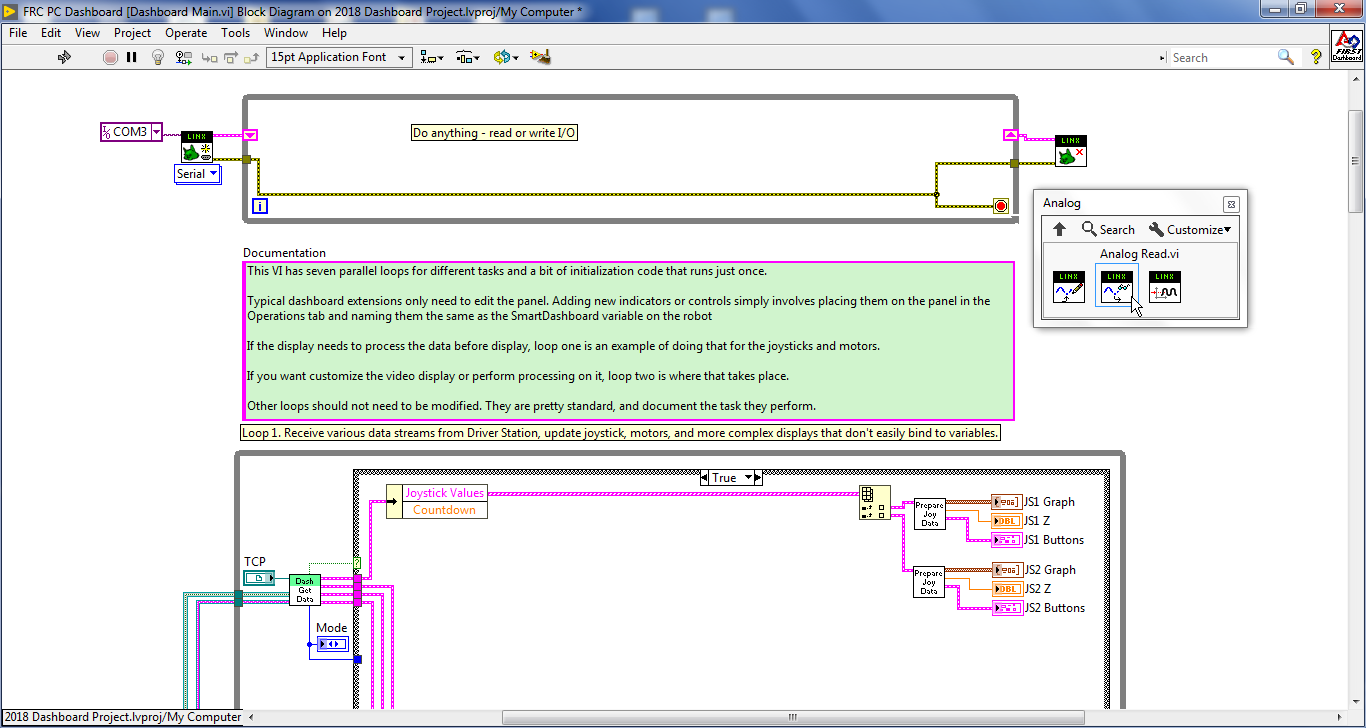 FRC PC Dashboard [Dashboard Main.vi] Block Diagram on 2018 Dashboard Project.lvproj/My Computer *
File Edit View Project Operate Tools Window Help
15pt Application Font
Search
FIRST
Dashboard
COM3
LINX
Do anything - read or write I/O
LINX
Serial
i
Analog
Search Customize
Analog Read.vi
LINX LINX LINX
Documentation
This VI has seven parallel loops for different tasks and a bit of initialization code that runs just once.
Typical dashboard extensions only need to edit the panel. Adding new indicators or controls simply involves placing them on the panel in the
Operations tab and naming them the same as the SmartDashboard variable on the robot
If the display needs to process the data before display, loop one is an example of doing that for the joysticks and motors.
If you want customize the video display or perform processing on it, loop two is where that takes place.
Other loops should not need to be modified. They are pretty standard, and document the task they perform.
Loop 1. Receive various data streams from Driver Station, update joystick, motors, and more complex displays that don't easily bind to variables.
True
Joystick Values
Countdown
Prepare
Joy
Data
JS1 Graph
DBL JS1 Z
JS1 Buttons
TCP
?
Dash
Get
Data
Prepare
Joy
Data
JS2 Graph
DBL JS2 Z
JS2 Buttons
Mode
2018 Dashboard Project.lvproj/My Computer